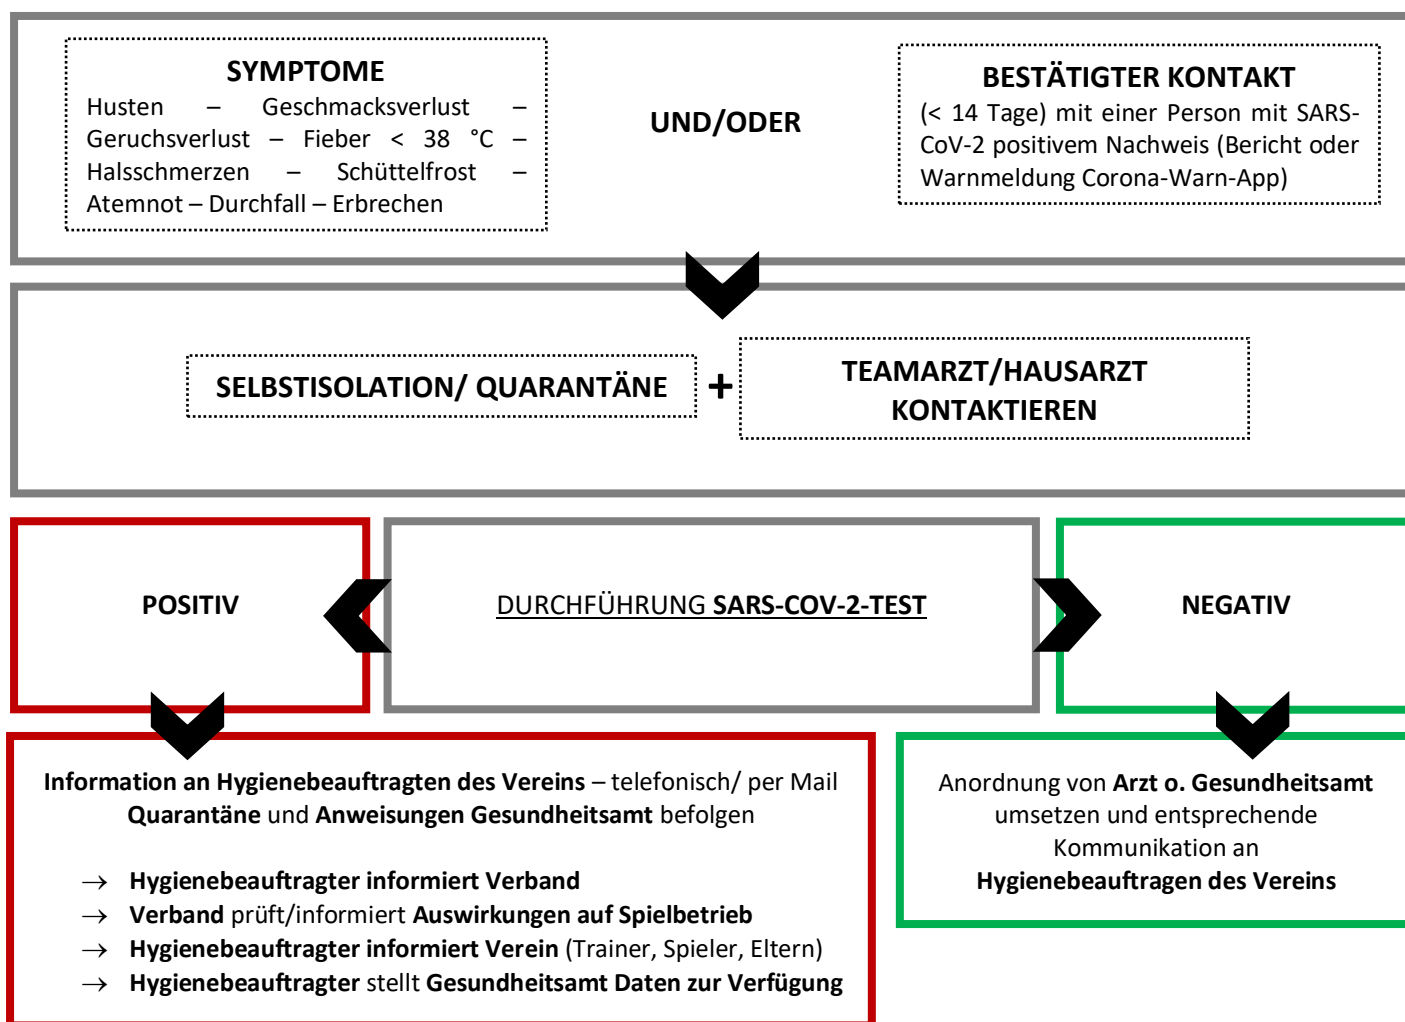 SYMPTOME
Husten – Geschmacksverlust –
Geruchsverlust – Fieber < 38 °C –
Halsschmerzen – Schüttelfrost –
Atemnot – Durchfall – Erbrechen
UND/ODER
BESTÄTIGTER KONTAKT
(< 14 Tage) mit einer Person mit SARS-
CoV-2 positivem Nachweis (Bericht oder
Warnmeldung Corona-Warn-App)
SELBSTISOLATION/ QUARANTÄNE
+
TEAMARZT/HAUSARZT
KONTAKTIEREN
POSITIV
DURCHFÜHRUNG SARS-COV-2-TEST
NEGATIV
Information an Hygienebeauftragten des Vereins – telefonisch/ per Mail
Quarantäne und Anweisungen Gesundheitsamt befolgen
→ Hygienebeauftragter informiert Verband
→ Verband prüft/informiert Auswirkungen auf Spielbetrieb
→ Hygienebeauftragter informiert Verein (Trainer, Spieler, Eltern)
→ Hygienebeauftragter stellt Gesundheitsamt Daten zur Verfügung
Anordnung von Arzt o. Gesundheitsamt
umsetzen und entsprechende
Kommunikation an
Hygienebeauftragen des Vereins